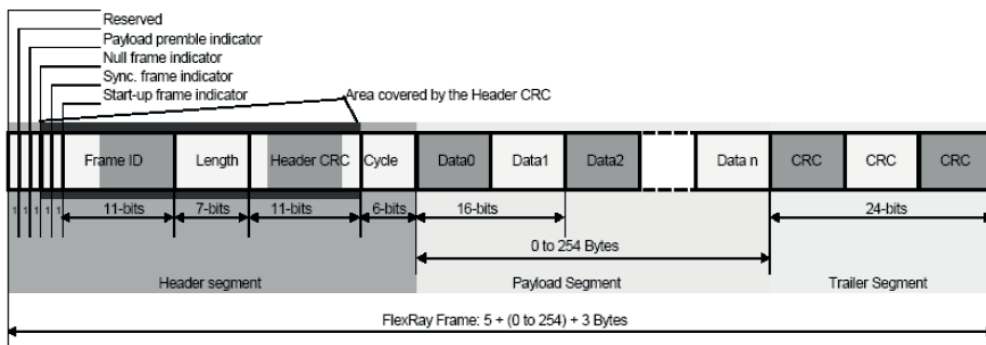 Reserved
Payload premble indicator
Null frame indicator
Sync. frame indicator
Start-up frame indicator
Area covered by the Header CRC
Frame ID Length Header CRC Cycle Data0 Data1 Data2 Data n CRC CRC CRC
1 1 1 1 1 11-bits 7-bits 11-bits 6-bits 16-bits 24-bits
0 to 254 Bytes
Header segment Payload Segment Trailer Segment
FlexRay Frame: 5 + (0 to 254) + 3 Bytes